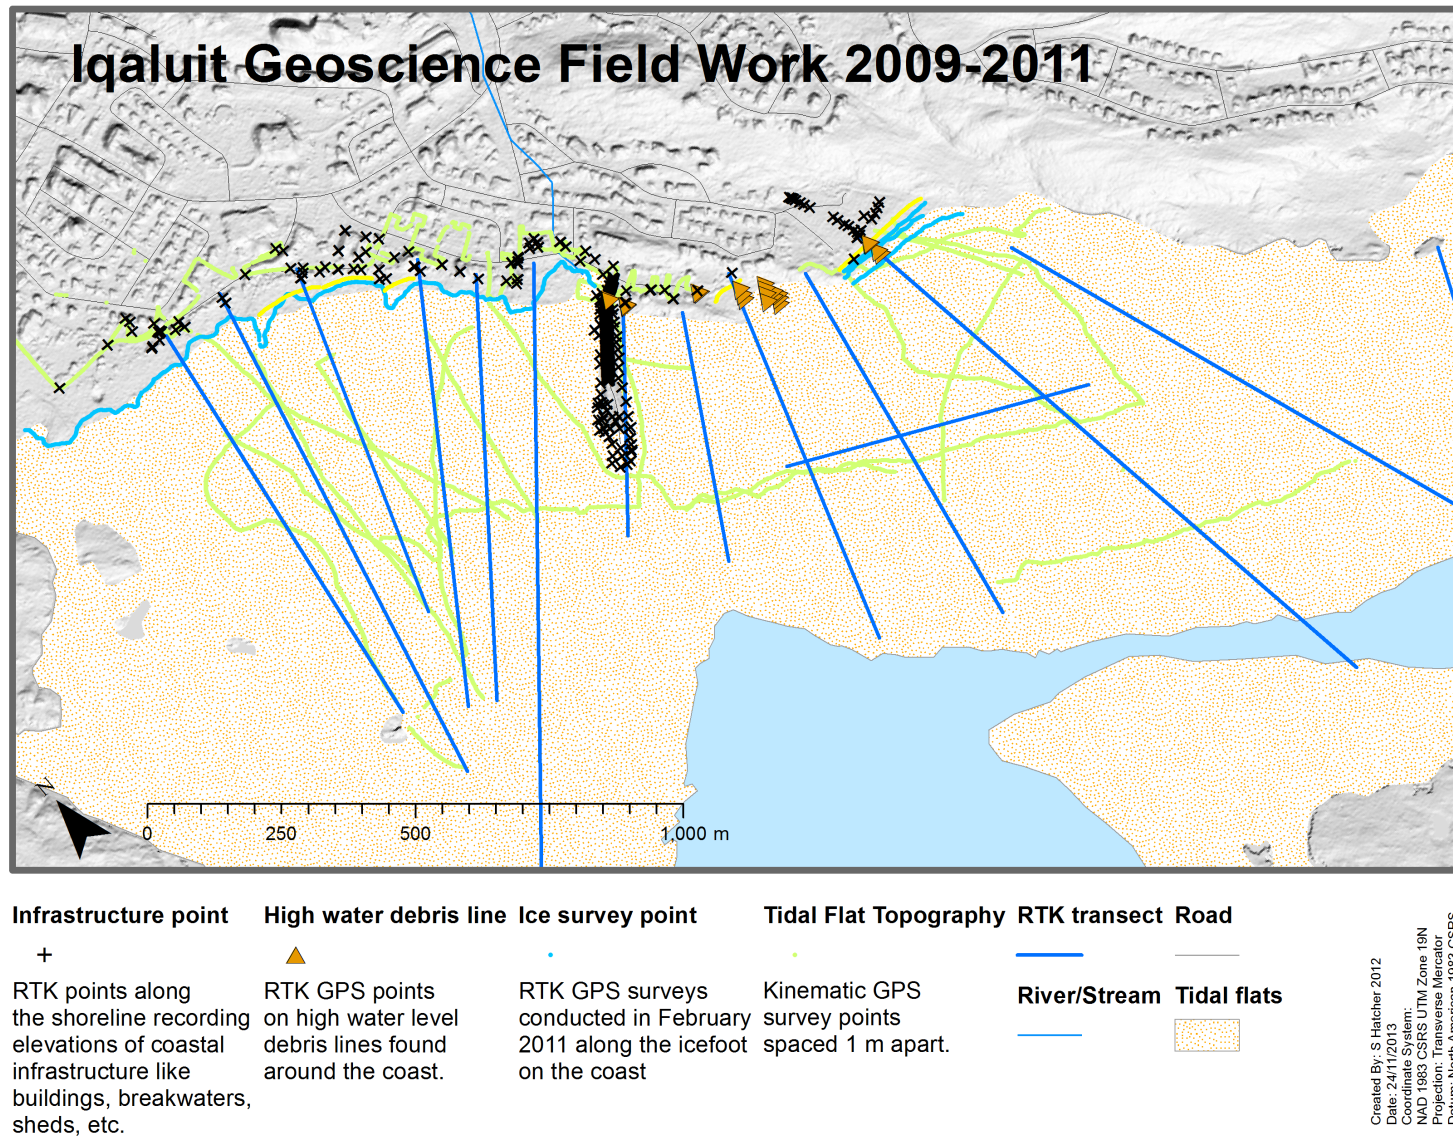 Iqaluit Geoscience Field Work 2009-2011
N
0 250 500 1,000 m
Infrastructure point
RTK points along
the shoreline recording
elevations of coastal
infrastructure like
buildings, breakwaters,
sheds, etc.
High water debris line
RTK GPS points
on high water level
debris lines found
around the coast.
Ice survey point
RTK GPS surveys
conducted in February
2011 along the icefoot
on the coast
Tidal Flat Topography
Kinematic GPS
survey points
spaced 1 m apart.
RTK transect
River/Stream
Road
Tidal flats
Created By: S Hatcher 2012
Date: 24/11/2013
Coordinate System:
NAD 1983 CSRS UTM Zone 19N
Projection: Transverse Mercator